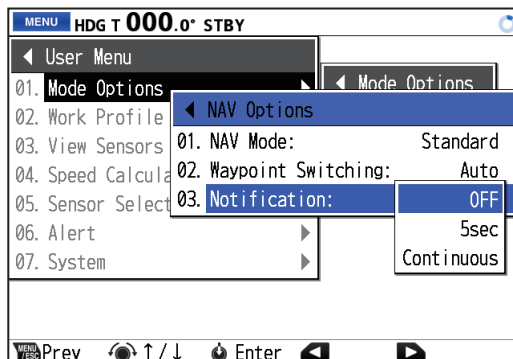 MENU HDG T 000.0° STBY
◀ User Menu
01. Mode Options ▶
◀ Mode Options
02. Work Profile
03. View Sensors
04. Speed Calcula
05. Sensor Select
06. Alert ▶
07. System ▶
◀ NAV Options
01. NAV Mode: Standard
02. Waypoint Switching: Auto
03. Notification: OFF
5sec
Continuous
MENU/ESC Prev ↑/↓ Enter ◀ ▶